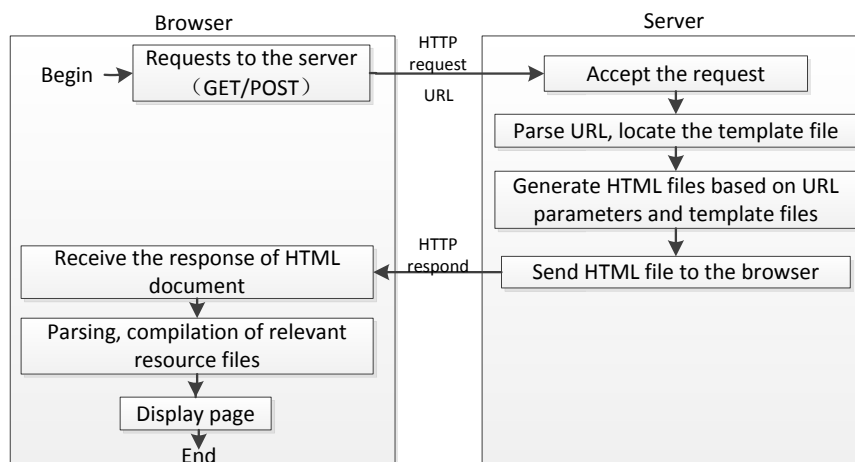 Browser
Server
Begin
Requests to the server
（GET/POST）
HTTP
request
URL
Accept the request
Parse URL, locate the template file
Generate HTML files based on URL
parameters and template files
Send HTML file to the browser
HTTP
respond
Receive the response of HTML
document
Parsing, compilation of relevant
resource files
Display page
End